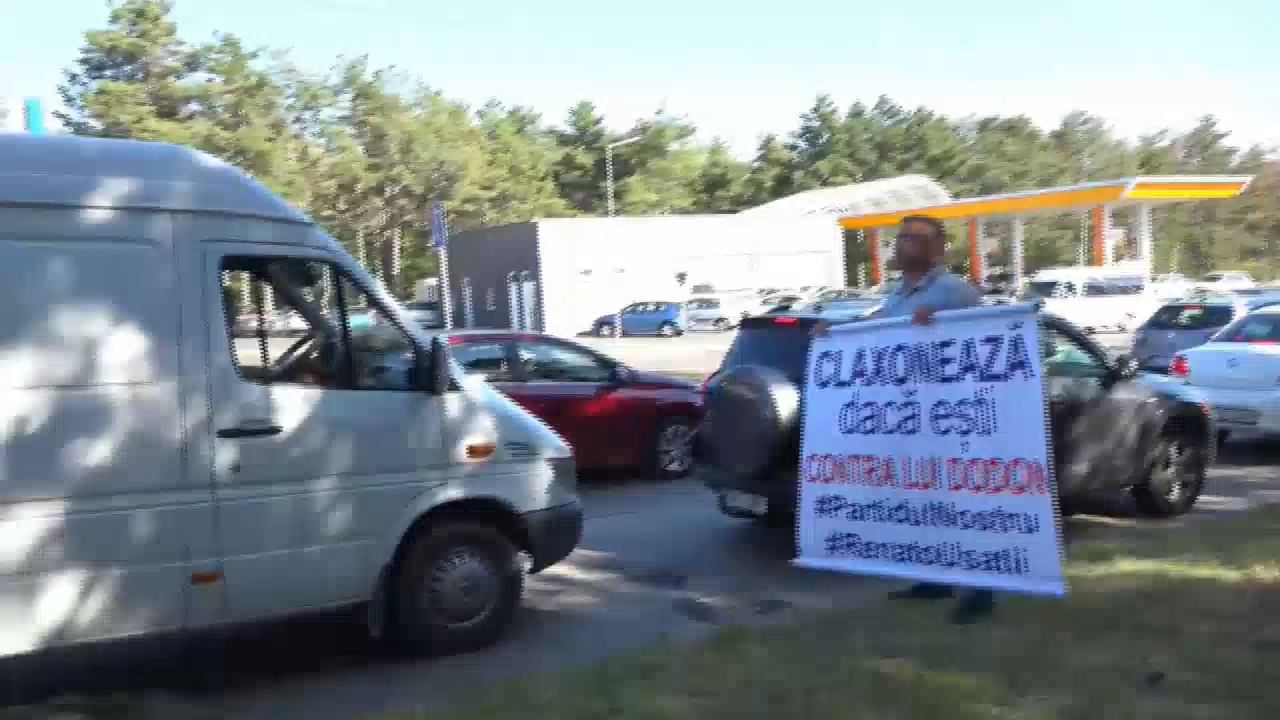 CLAXONEAZĂ
dacă ești
CONTRA LUI DODON
#PartidulNostru
#RenatoUsatii